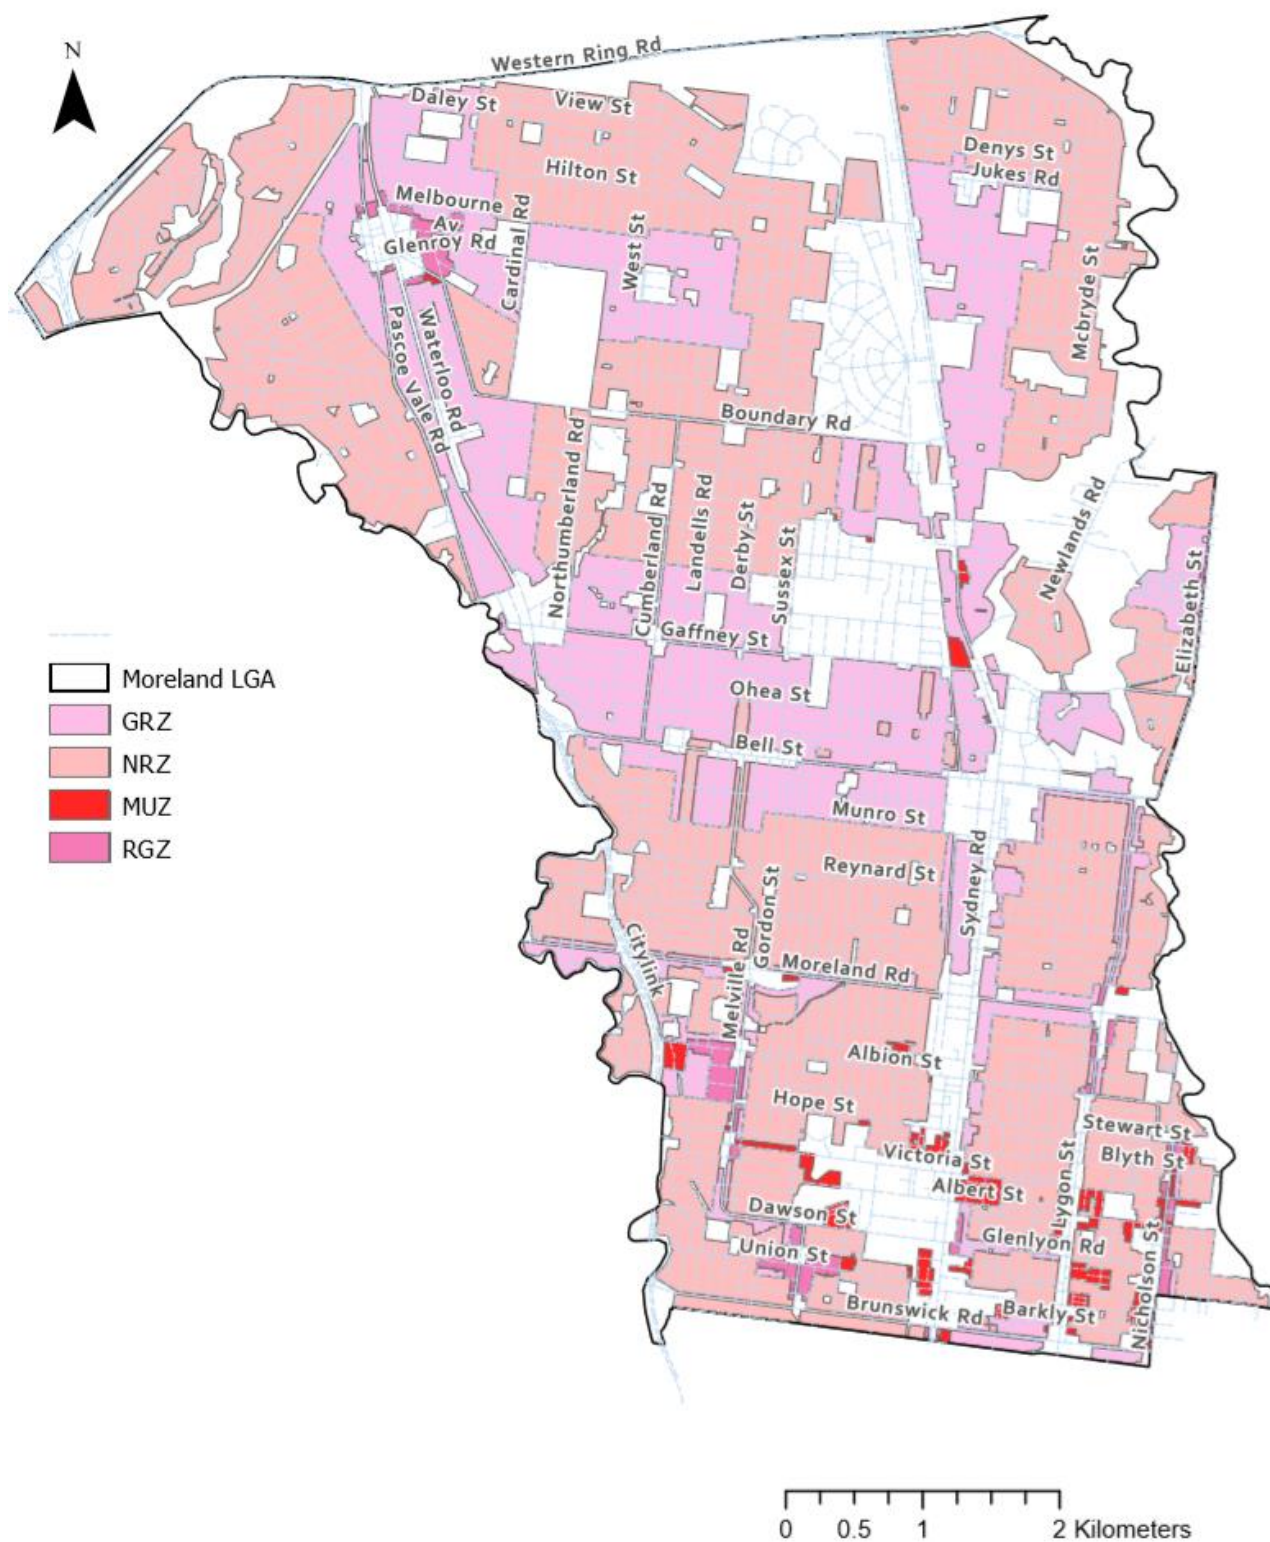 N
Western Ring Rd
Daley St
View St
Denys St
Jukes Rd
Hilton St
Melbourne
Av
Glenroy Rd
Cardinal Rd
West St
Mcbryde St
Pascoe Vale Rd
Waterloo Rd
Boundary Rd
Northumberland Rd
Cumberland Rd
Landells Rd
Derby St
Sussex St
Newlands Rd
Elizabeth St
Gaffney St
Ohea St
Moreland LGA
GRZ
NRZ
MUZ
RGZ
Bell St
Munro St
Reynard St
Sydney Rd
Gordon St
Citylink
Melville Rd
Moreland Rd
Albion St
Hope St
Stewart St
Victoria St
Blyth St
Albert St
Lygon St
Dawson St
Glenlyon Rd
Union St
Nicholson St
Brunswick Rd
Barkly St
0 0.5 1 2 Kilometers